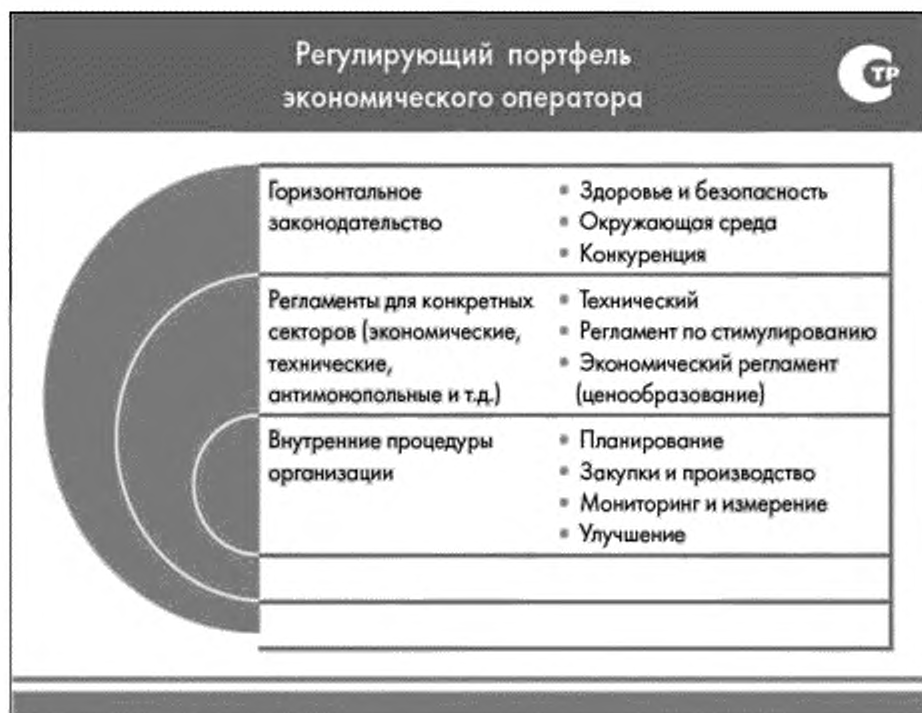 Регулирующий портфель
экономического оператора
СТР
Горизонтальное
законодательство
• Здоровье и безопасность
• Окружающая среда
• Конкуренция
Регламенты для конкретных
секторов (экономические,
технические,
антимонопольные и т.д.)
• Технический
• Регламент по стимулированию
• Экономический регламент
(ценообразование)
Внутренние процедуры
организации
• Планирование
• Закупки и производство
• Мониторинг и измерение
• Улучшение